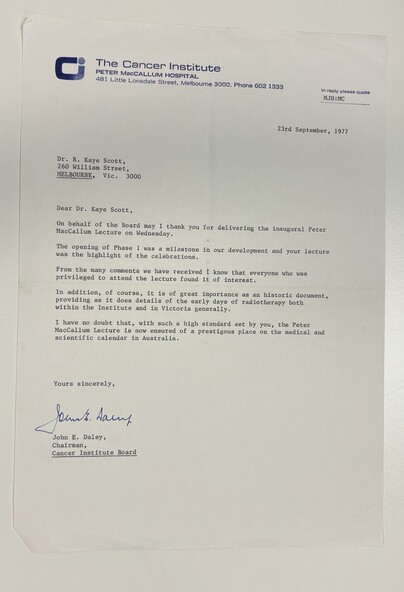 The Cancer Institute
PETER MacCALLUM HOSPITAL
481 Little Lonsdale Street, Melbourne 3000. Phone 602 1333
In reply please quote
MJH:MC
23rd September, 1977
Dr. R. Kaye Scott,
260 William Street,
MELBOURNE, Vic. 3000
Dear Dr. Kaye Scott,
On behalf of the Board may I thank you for delivering the inaugural Peter
MacCallum Lecture on Wednesday.
The opening of Phase 1 was a milestone in our development and your lecture
was the highlight of the celebrations.
From the many comments we have received I know that everyone who was
privileged to attend the lecture found it of interest.
In addition, of course, it is of great importance as an historic document,
providing as it does details of the early days of radiotherapy both
within the Institute and in Victoria generally.
I have no doubt that, with such a high standard set by you, the Peter
MacCallum Lecture is now ensured of a prestigious place on the medical and
scientific calendar in Australia.
Yours sincerely,
John E. Daley
John E. Daley,
Chairman,
Cancer Institute Board